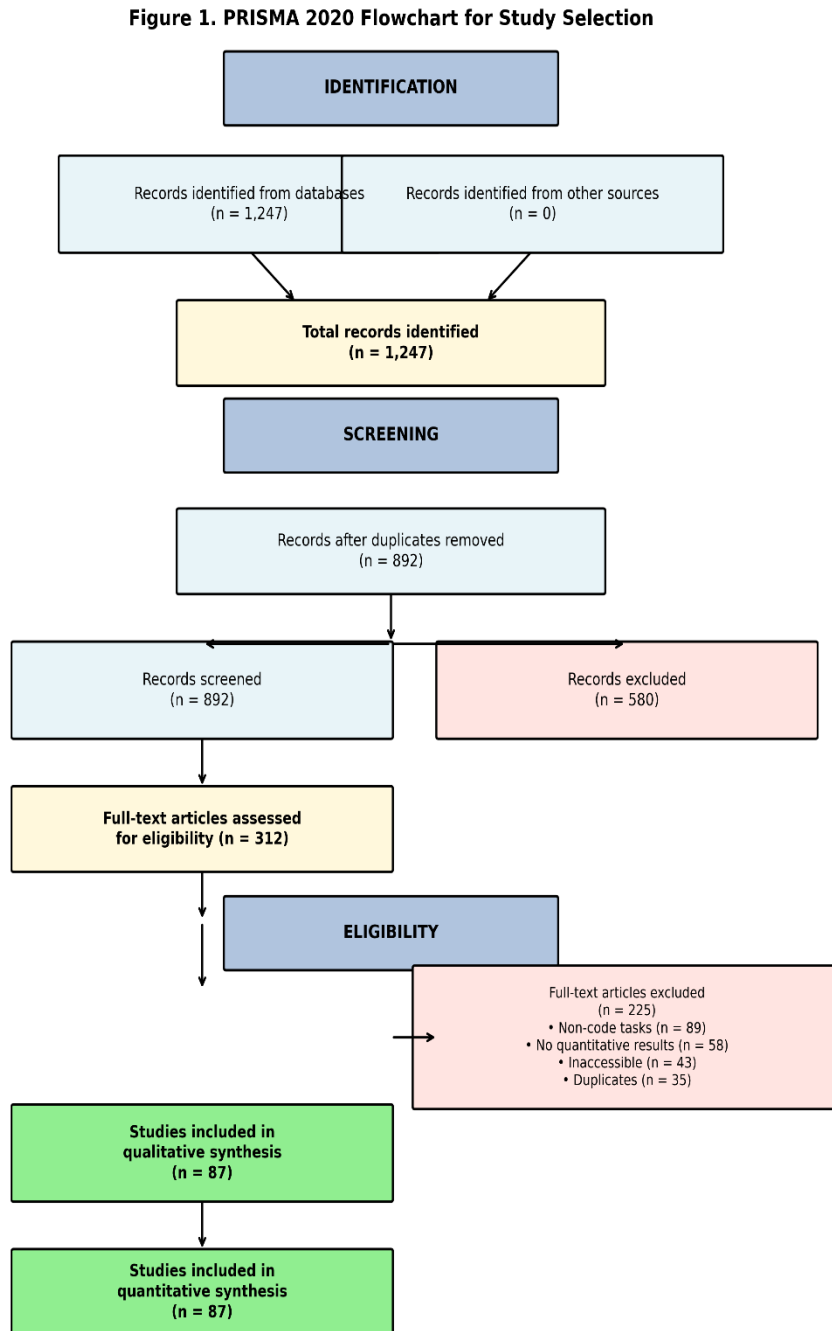 Figure 1. PRISMA 2020 Flowchart for Study Selection
IDENTIFICATION
Records identified from databases
(n = 1,247)
Records identified from other sources
(n = 0)
Total records identified
(n = 1,247)
SCREENING
Records after duplicates removed
(n = 892)
Records screened
(n = 892)
Records excluded
(n = 580)
Full-text articles assessed
for eligibility (n = 312)
ELIGIBILITY
Full-text articles excluded
(n = 225)
• Non-code tasks (n = 89)
• No quantitative results (n = 58)
• Inaccessible (n = 43)
• Duplicates (n = 35)
Studies included in
qualitative synthesis
(n = 87)
Studies included in
quantitative synthesis
(n = 87)